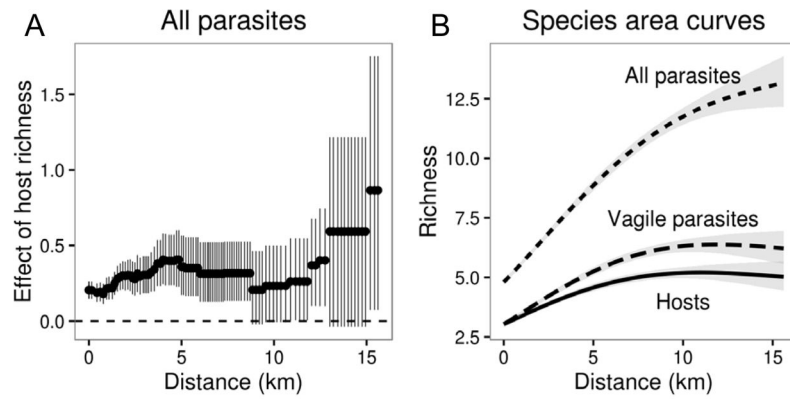 A
All parasites
Effect of host richness
1.5
1.0
0.5
0.0
0
5
10
15
Distance (km)
B
Species area curves
Richness
12.5
10.0
7.5
5.0
2.5
All parasites
Vagile parasites
Hosts
0
5
10
15
Distance (km)